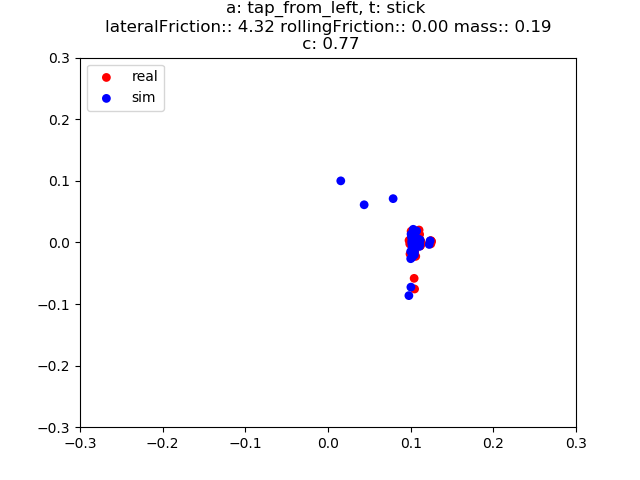 a: tap_from_left, t: stick
lateralFriction:: 4.32 rollingFriction:: 0.00 mass:: 0.19
c: 0.77
real
sim
0.3
0.2
0.1
0.0
−0.1
−0.2
−0.3
−0.3
−0.2
−0.1
0.0
0.1
0.2
0.3